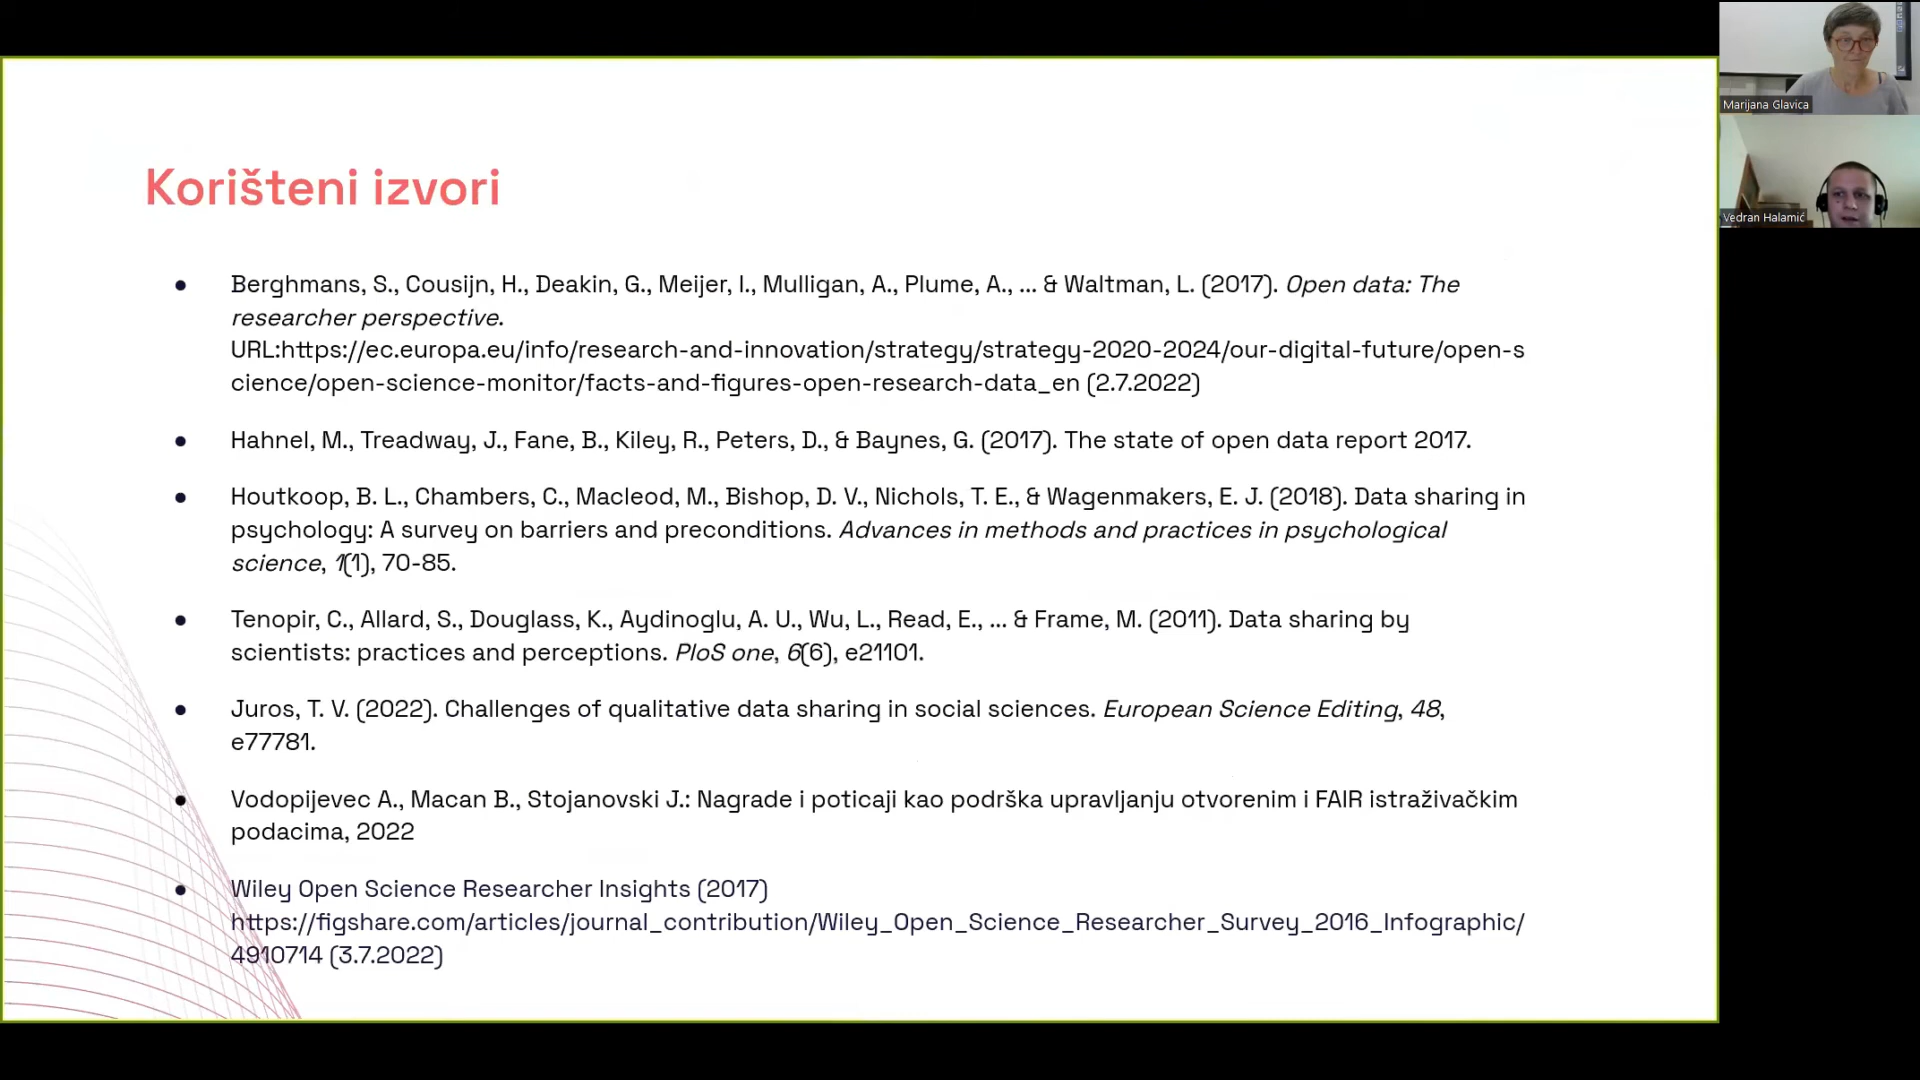 Korišteni izvori
● Berghmans, S., Cousijn, H., Deakin, G., Meijer, I., Mulligan, A., Plume, A., ... & Waltman, L. (2017). Open data: The
researcher perspective.
URL:https://ec.europa.eu/info/research-and-innovation/strategy/strategy-2020-2024/our-digital-future/open-s
cience/open-science-monitor/facts-and-figures-open-research-data_en (2.7.2022)
● Hahnel, M., Treadway, J., Fane, B., Kiley, R., Peters, D., & Baynes, G. (2017). The state of open data report 2017.
● Houtkoop, B. L., Chambers, C., Macleod, M., Bishop, D. V., Nichols, T. E., & Wagenmakers, E. J. (2018). Data sharing in
psychology: A survey on barriers and preconditions. Advances in methods and practices in psychological
science, 1(1), 70-85.
● Tenopir, C., Allard, S., Douglass, K., Aydinoglu, A. U., Wu, L., Read, E., ... & Frame, M. (2011). Data sharing by
scientists: practices and perceptions. PloS one, 6(6), e21101.
● Juros, T. V. (2022). Challenges of qualitative data sharing in social sciences. European Science Editing, 48,
e77781.
● Vodopijevec A., Macan B., Stojanovski J.: Nagrade i poticaji kao podrška upravljanju otvorenim i FAIR istraživačkim
podacima, 2022
● Wiley Open Science Researcher Insights (2017)
https://figshare.com/articles/journal_contribution/Wiley_Open_Science_Researcher_Survey_2016_Infographic/
4910714 (3.7.2022)
Marijana Glavica
Vedran Halamić